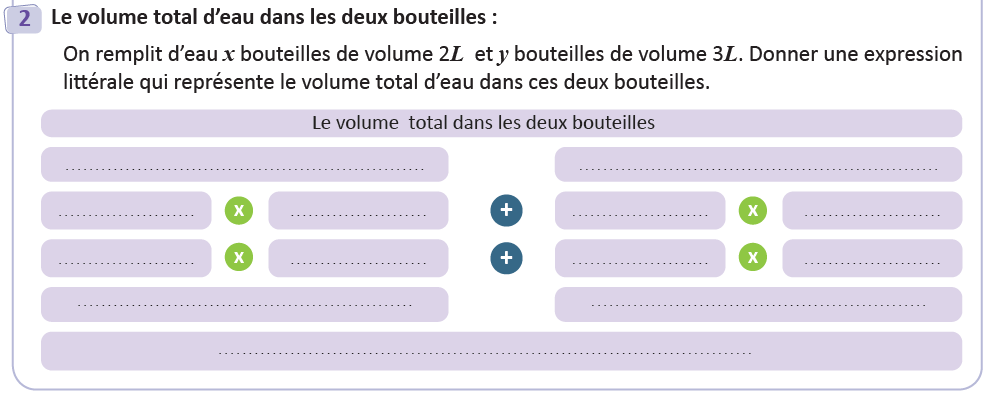 2 Le volume total d’eau dans les deux bouteilles :
On remplit d’eau x bouteilles de volume 2L et y bouteilles de volume 3L. Donner une expression
littérale qui représente le volume total d’eau dans ces deux bouteilles.
Le volume total dans les deux bouteilles
x + x
x + x